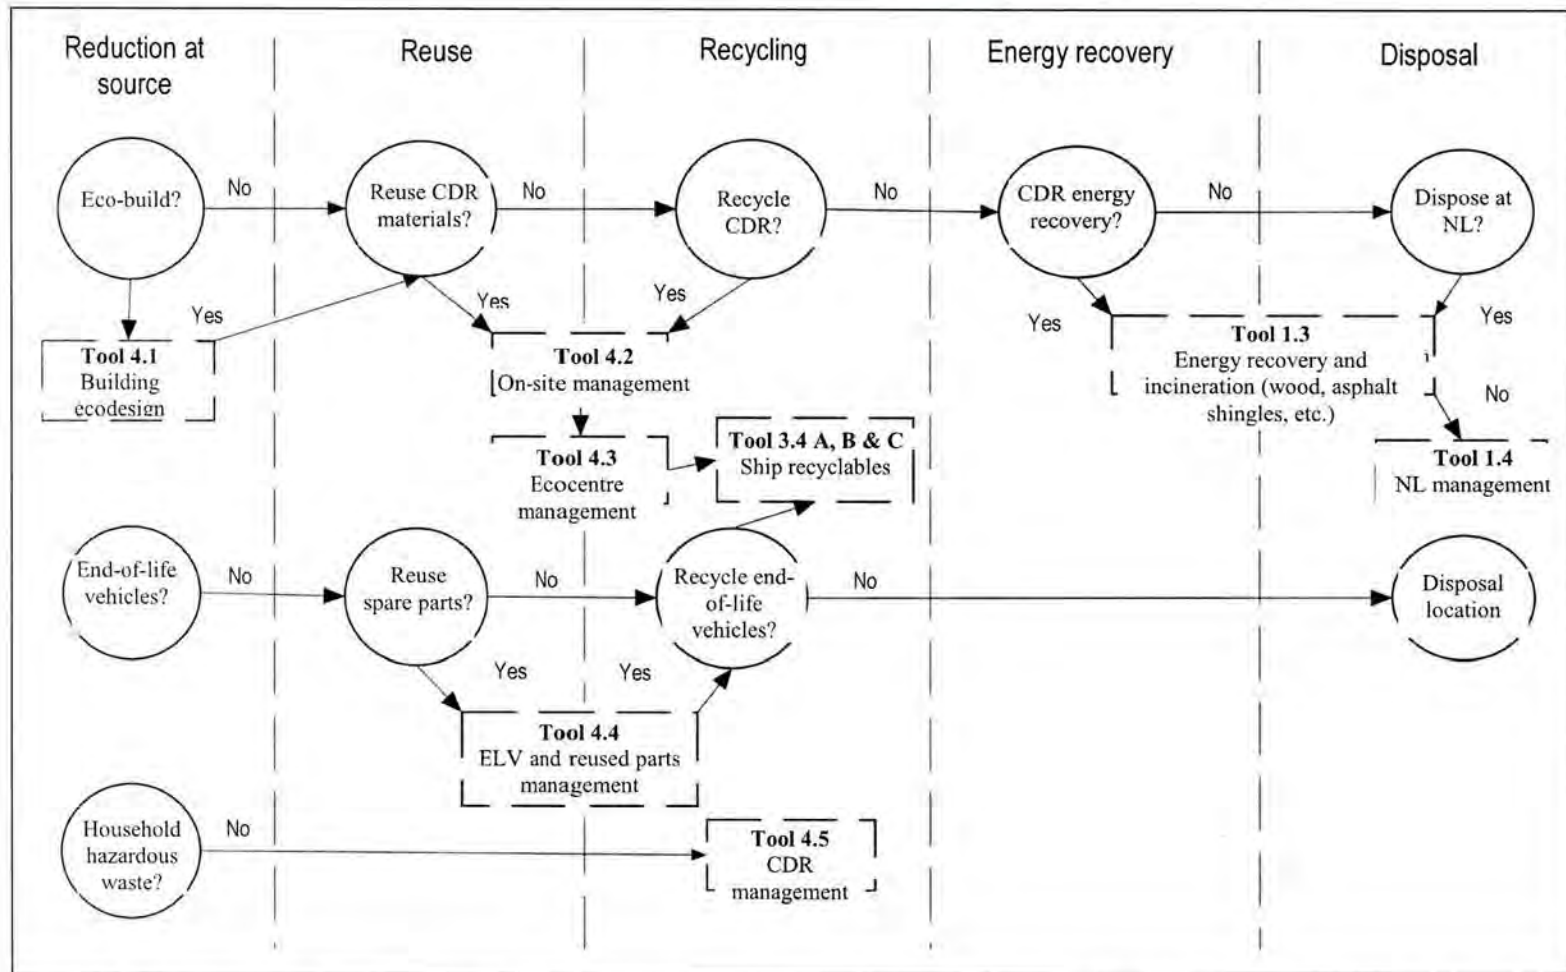 Reduction at
source
Reuse
Recycling
Energy recovery
Disposal
Eco-build?
No
Reuse CDR
materials?
No
Recycle
CDR?
No
CDR energy
recovery?
No
Dispose at
NL?
Yes
Yes
Yes
Yes
Yes
Tool 4.1
Building
ecodesign
Tool 4.2
On-site management
Tool 1.3
Energy recovery and
incineration (wood, asphalt
shingles, etc.)
No
Tool 4.3
Ecocentre
management
Tool 3.4 A, B & C
Ship recyclables
Tool 1.4
NL management
End-of-life
vehicles?
No
Reuse
spare parts?
No
Recycle end-
of-life
vehicles?
No
Disposal
location
Yes
Yes
Tool 4.4
ELV and reused parts
management
Household
hazardous
waste?
No
Tool 4.5
CDR
management